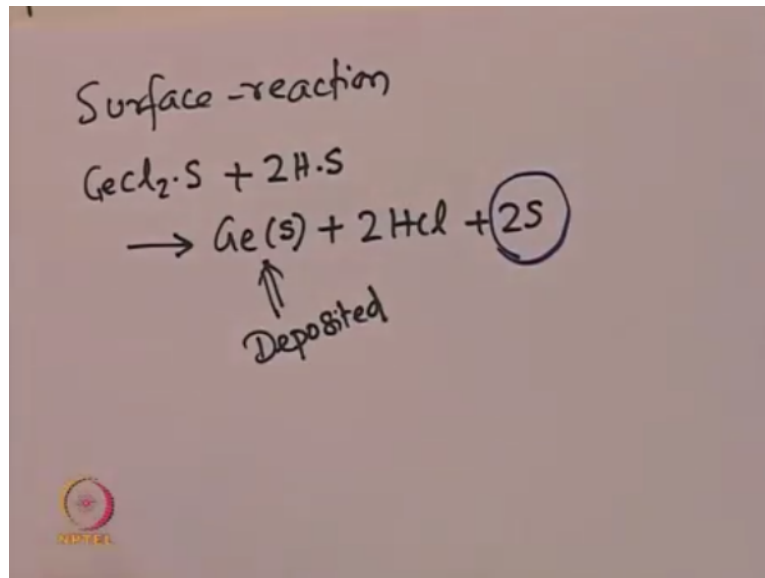 Surface-reaction
GeCl₂·S + 2H·S
→ Ge(s) + 2HCl + 2S
⇑
Deposited
NPTEL